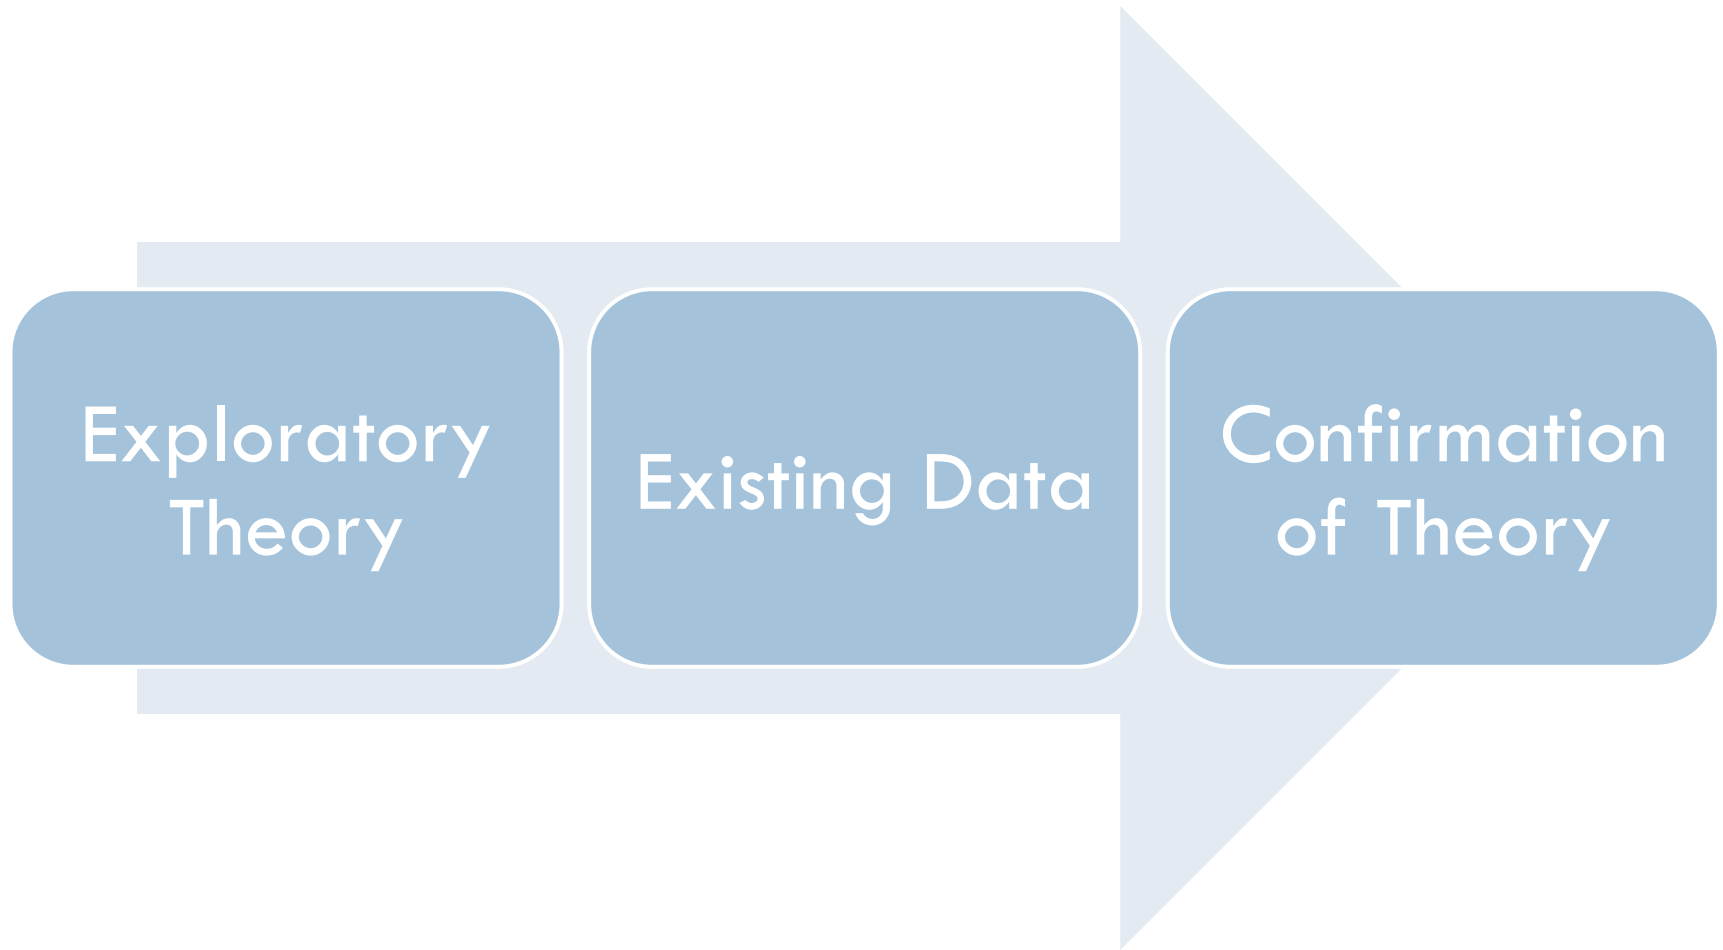 Exploratory
Theory
Existing Data
Confirmation
of Theory